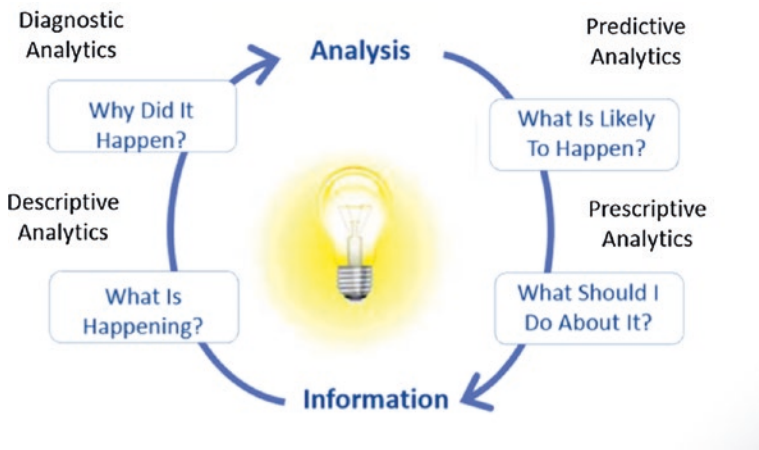 Diagnostic
Analytics
Analysis
Predictive
Analytics
Why Did It
Happen?
What Is Likely
To Happen?
Descriptive
Analytics
Prescriptive
Analytics
What Is
Happening?
What Should I
Do About It?
Information